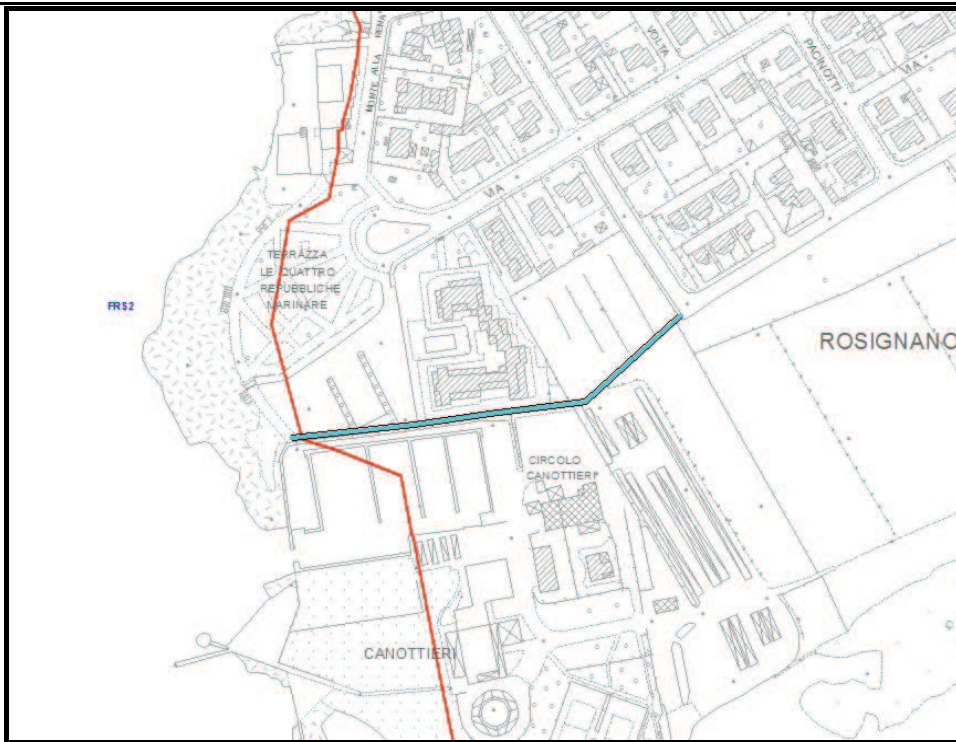 VOLTA
PACINOTTI
VIA
VIA
TERRAZZA
LE QUATTRO
REPUBBLICHE
MARINARE
FRS2
ROSIGNANO
CIRCOLO
CANOTTIERI
CANOTTIERI